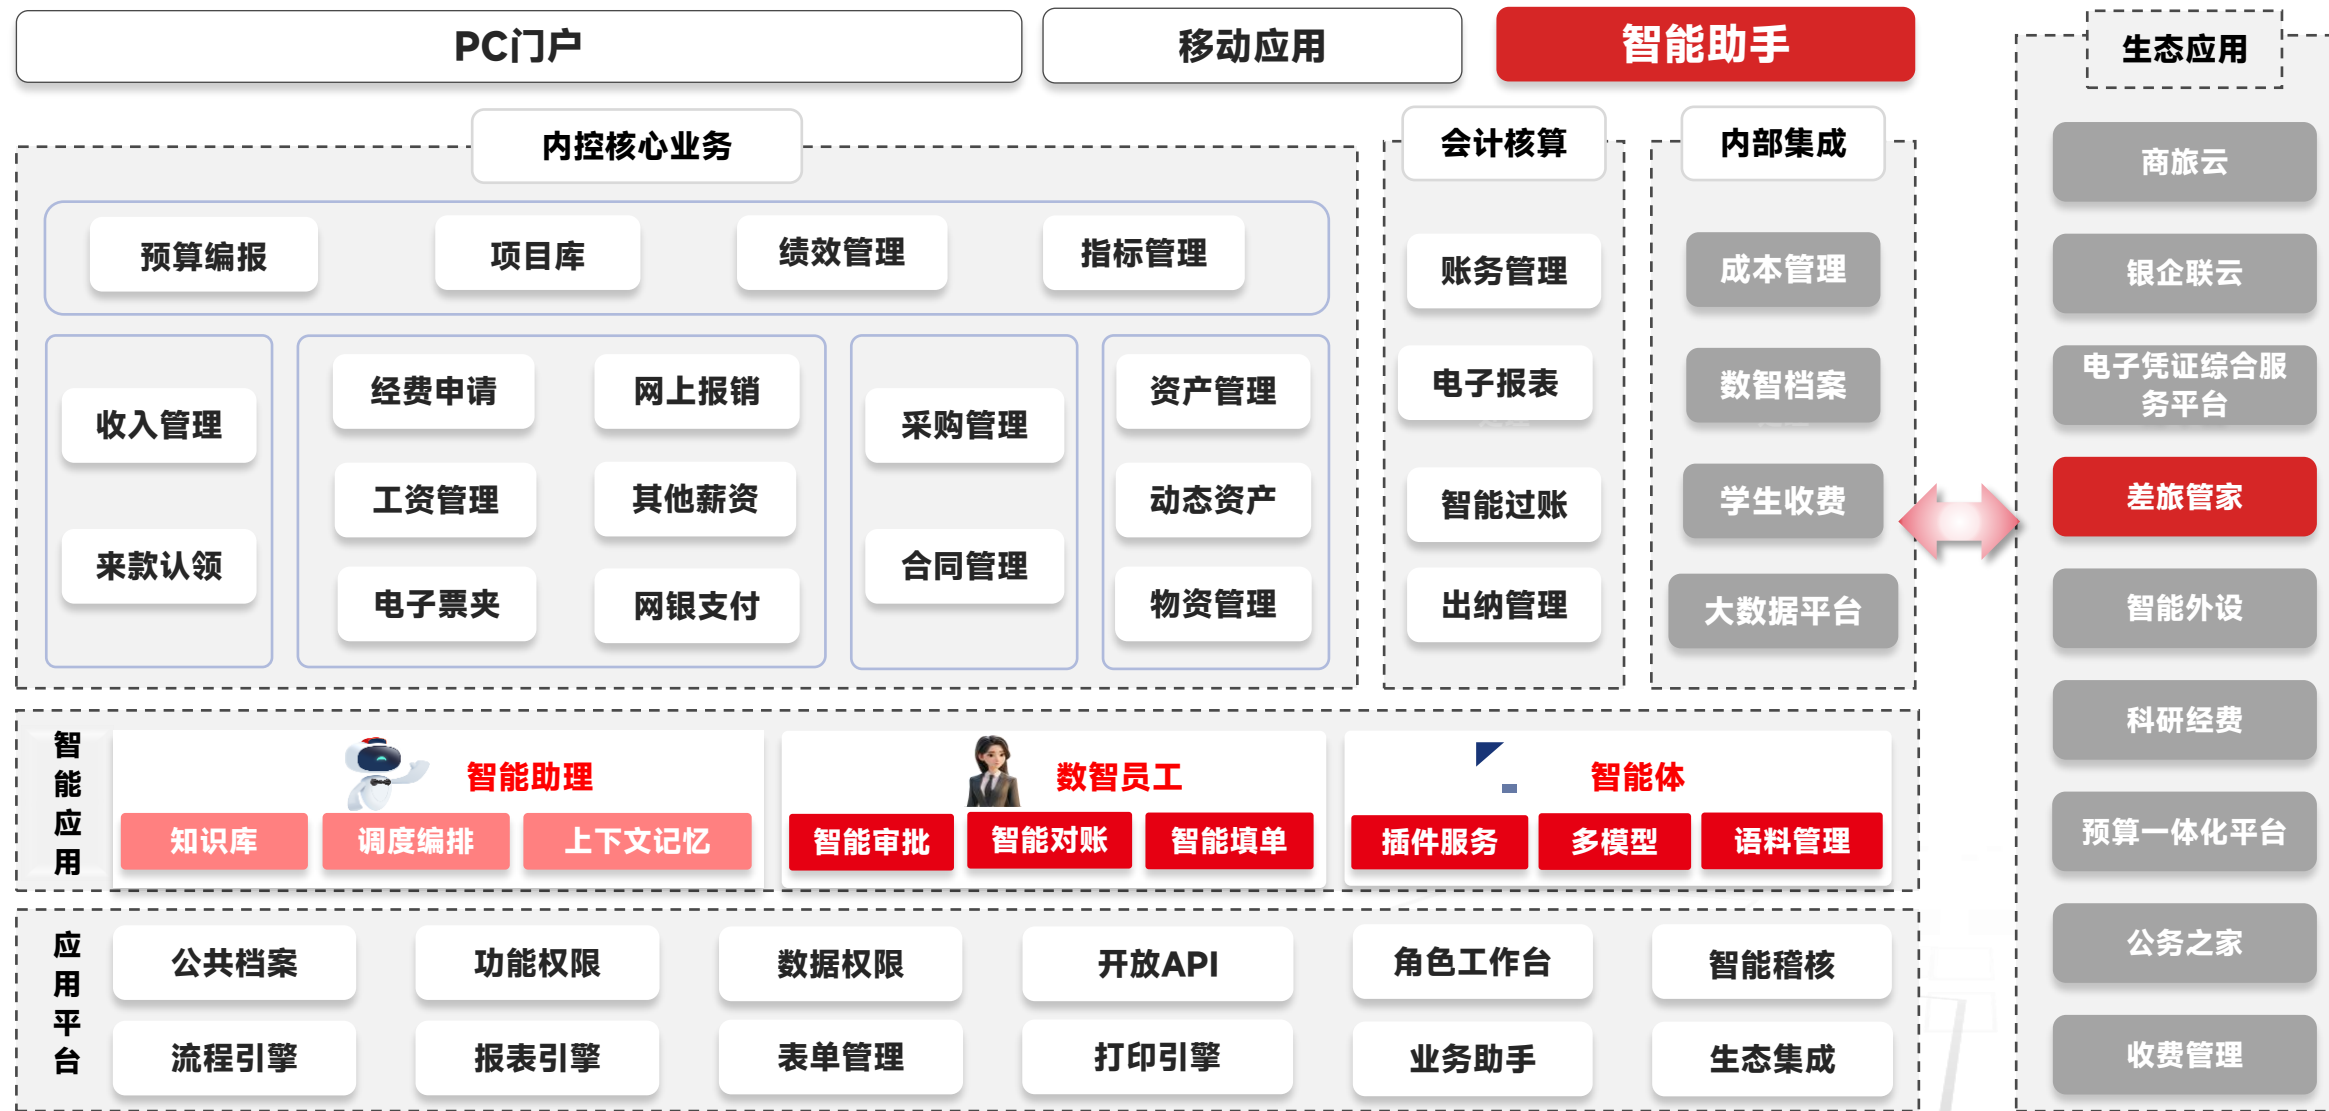 PC门户
移动应用
智能助手
生态应用
内控核心业务
会计核算
内部集成
预算编报
项目库
绩效管理
指标管理
收入管理
来款认领
经费申请
网上报销
工资管理
其他薪资
电子票夹
网银支付
采购管理
合同管理
资产管理
动态资产
物资管理
账务管理
电子报表
智能过账
出纳管理
成本管理
数智档案
学生收费
大数据平台
商旅云
银企联云
电子凭证综合服
务平台
差旅管家
智能外设
科研经费
预算一体化平台
公务之家
收费管理
智能应用
智能助理
知识库
调度编排
上下文记忆
数智员工
智能审批
智能对账
智能填单
智能体
插件服务
多模型
语料管理
应用平台
公共档案
功能权限
数据权限
开放API
角色工作台
智能稽核
流程引擎
报表引擎
表单管理
打印引擎
业务助手
生态集成